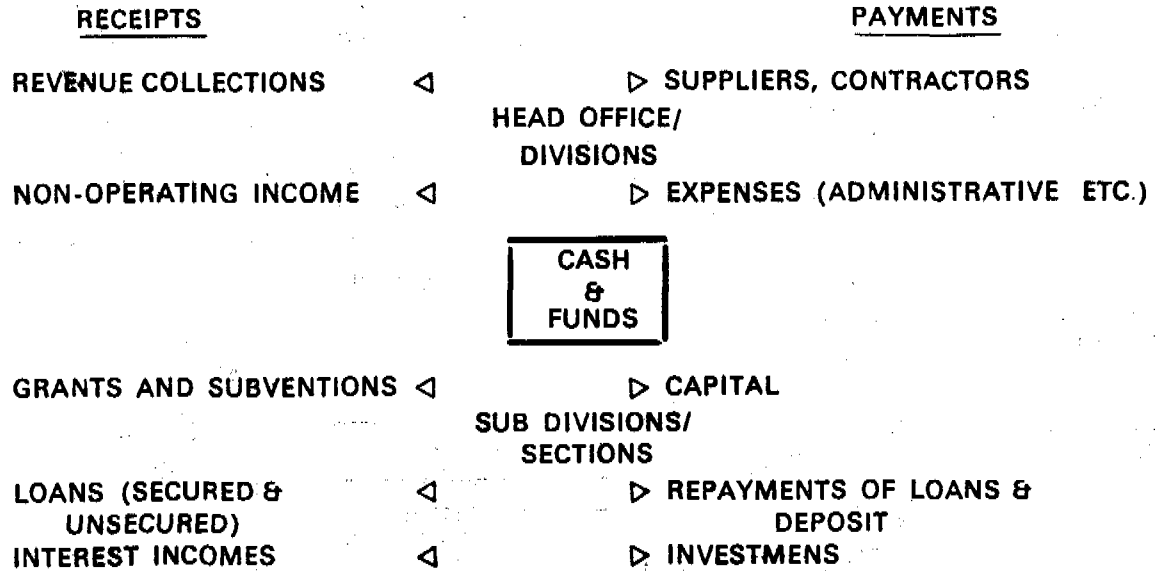 RECEIPTS PAYMENTS
REVENUE COLLECTIONS ◁ ▷ SUPPLIERS, CONTRACTORS
HEAD OFFICE/
DIVISIONS
NON-OPERATING INCOME ◁ ▷ EXPENSES (ADMINISTRATIVE ETC.)
CASH
&
FUNDS
GRANTS AND SUBVENTIONS ◁ ▷ CAPITAL
SUB DIVISIONS/
SECTIONS
LOANS (SECURED & ◁ ▷ REPAYMENTS OF LOANS &
UNSECURED) DEPOSIT
INTEREST INCOMES ◁ ▷ INVESTMENS